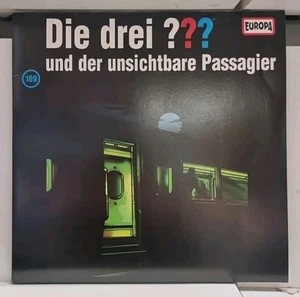 Die drei ???
EUROPA
und der unsichtbare Passagier
189